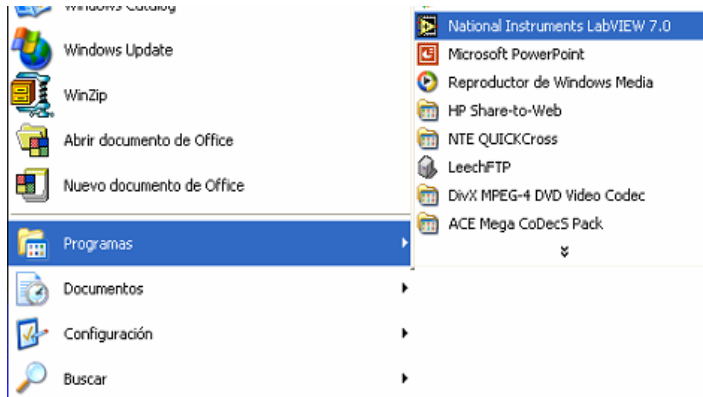 Windows Catalog
Windows Update
WinZip
Abrir documento de Office
Nuevo documento de Office
Programas
Documentos
Configuración
Buscar
National Instruments LabVIEW 7.0
Microsoft PowerPoint
Reproductor de Windows Media
HP Share-to-Web
NTE QUICKCross
LeechFTP
DivX MPEG-4 DVD Video Codec
ACE Mega CoDecS Pack